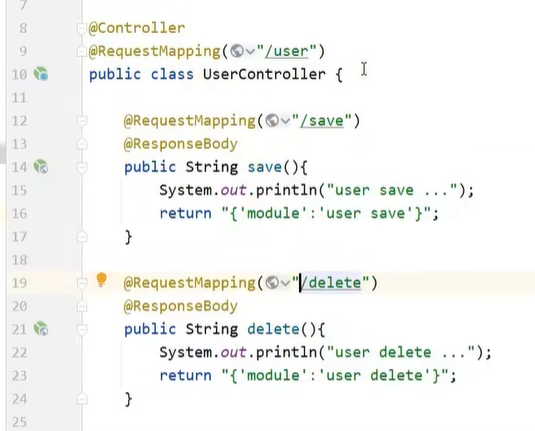 7
8 @Controller
9 @RequestMapping("/user")
10 public class UserController {
11
12 @RequestMapping("/save")
13 @ResponseBody
14 public String save(){
15 System.out.println("user save ...");
16 return "{'module':'user save'}";
17 }
18
19 @RequestMapping("/delete")
20 @ResponseBody
21 public String delete(){
22 System.out.println("user delete ...");
23 return "{'module':'user delete'}";
24 }
25